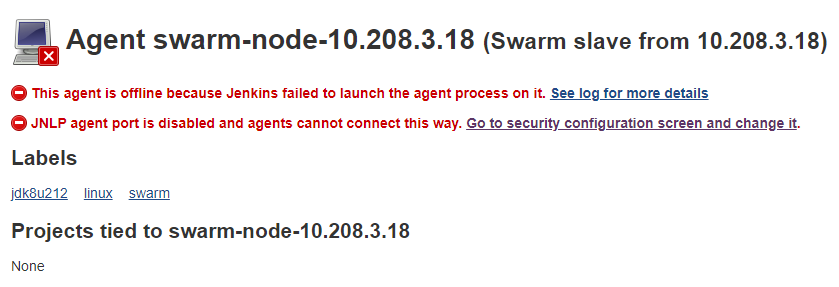 Agent swarm-node-10.208.3.18 (Swarm slave from 10.208.3.18)
This agent is offline because Jenkins failed to launch the agent process on it. See log for more details
JNLP agent port is disabled and agents cannot connect this way. Go to security configuration screen and change it.
Labels
jdk8u212 linux swarm
Projects tied to swarm-node-10.208.3.18
None